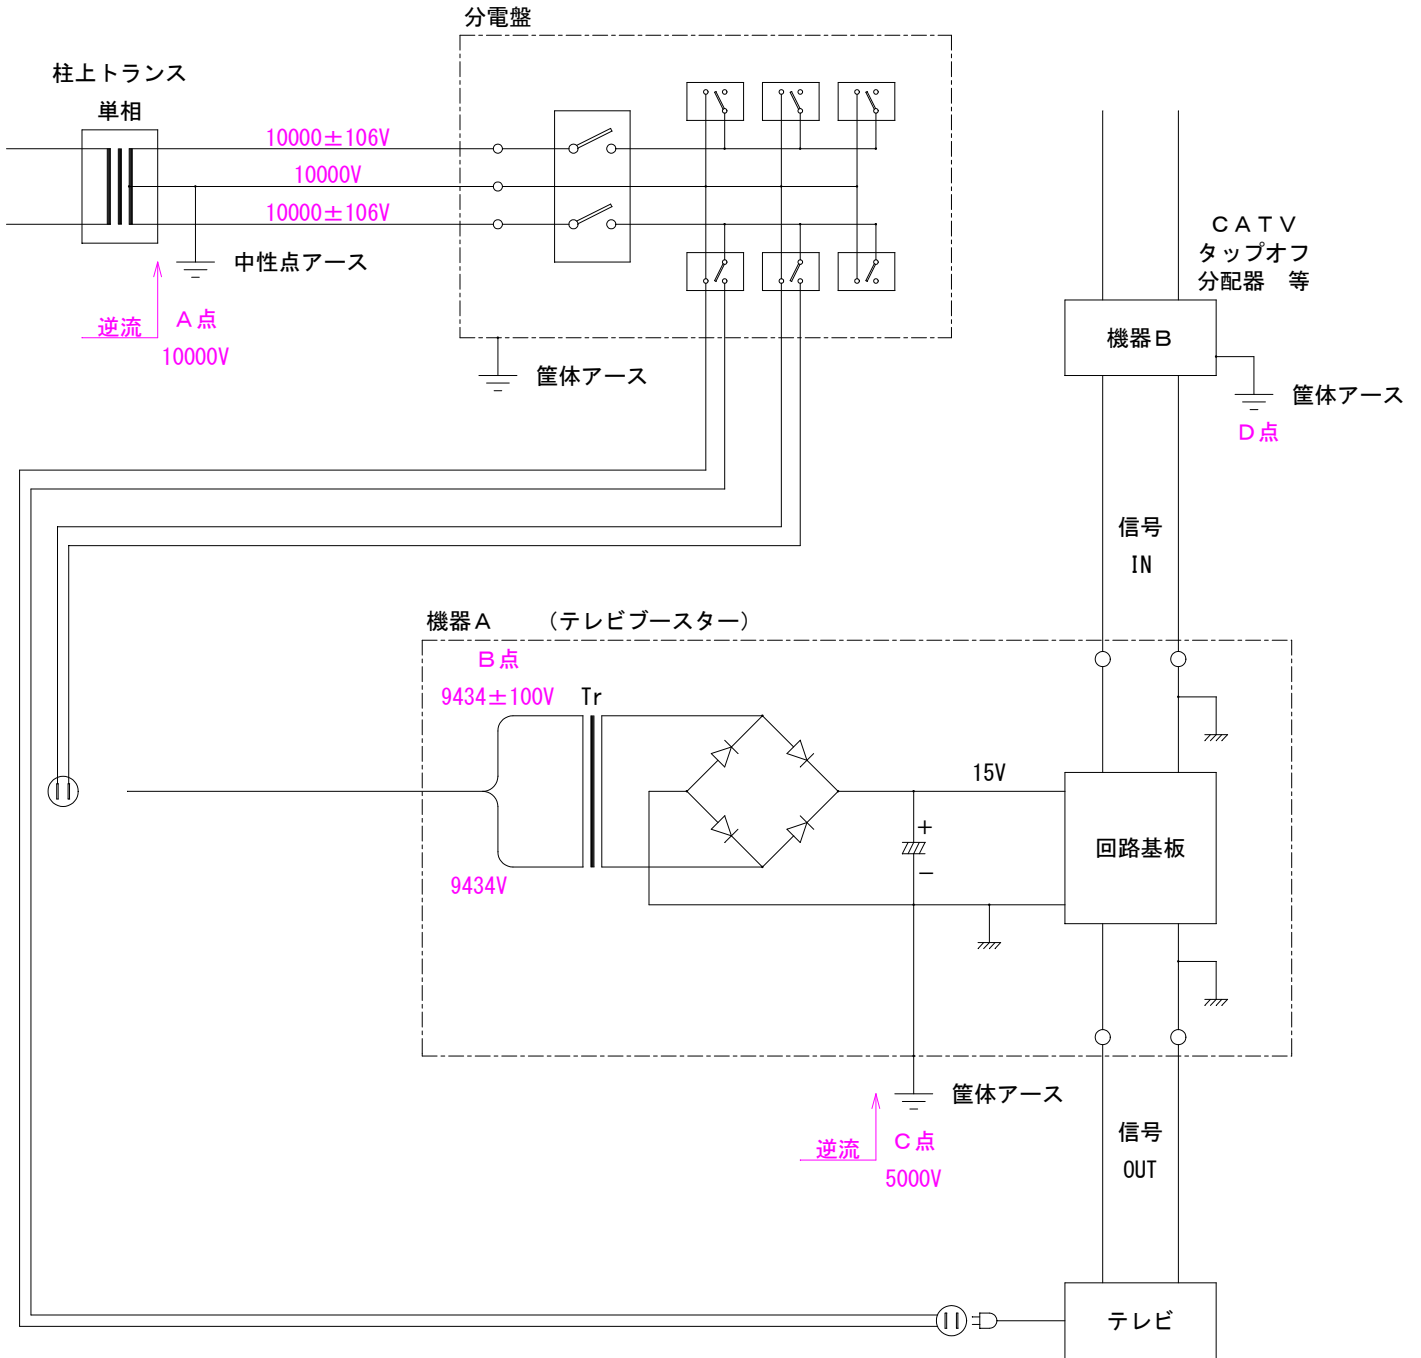 分電盤
柱上トランス
単相
10000±106V
10000V
10000±106V
中性点アース
逆流
A点
10000V
筐体アース
CATV
タップオフ
分配器 等
機器B
筐体アース
D点
信号
IN
機器A (テレビブースター)
B点
9434±100V
Tr
9434V
15V
+
−
回路基板
筐体アース
逆流
C点
5000V
信号
OUT
テレビ